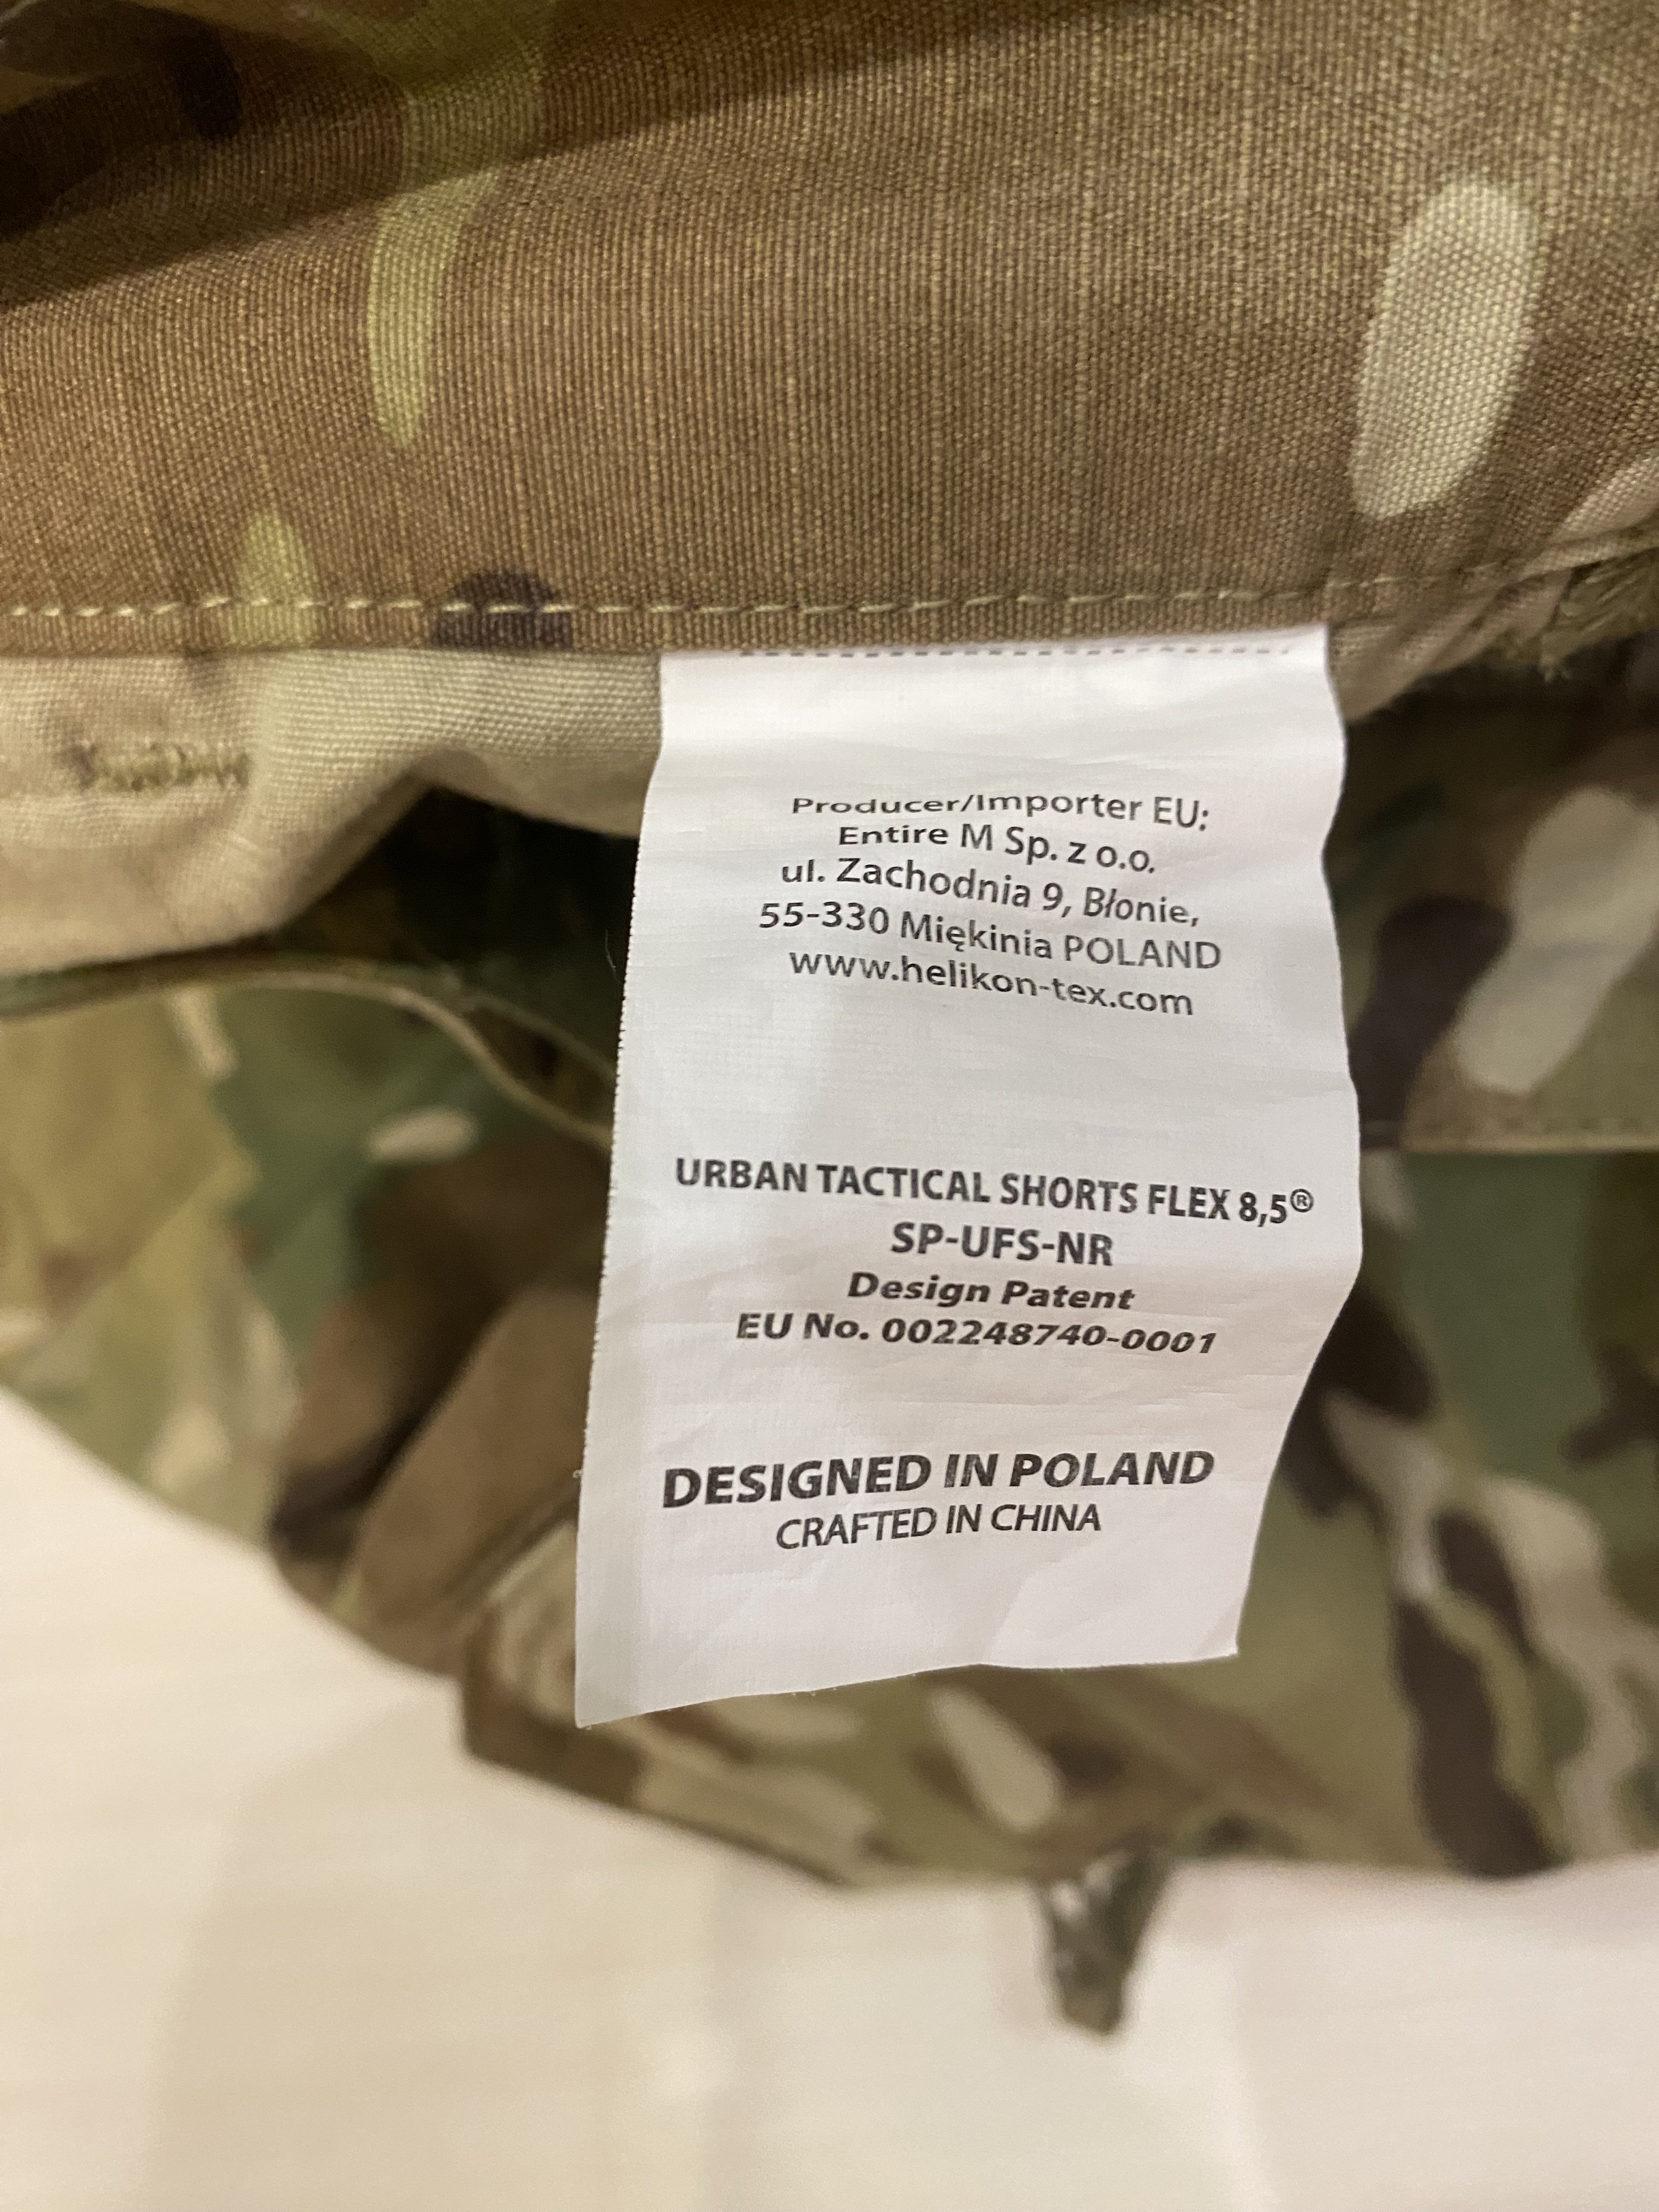 Producer/Importer EU:
Entire M Sp. z o.o.
ul. Zachodnia 9, Błonie,
55-330 Miękinia POLAND
www.helikon-tex.com
URBAN TACTICAL SHORTS FLEX 8,5®
SP-UFS-NR
Design Patent
EU No. 002248740-0001
DESIGNED IN POLAND
CRAFTED IN CHINA